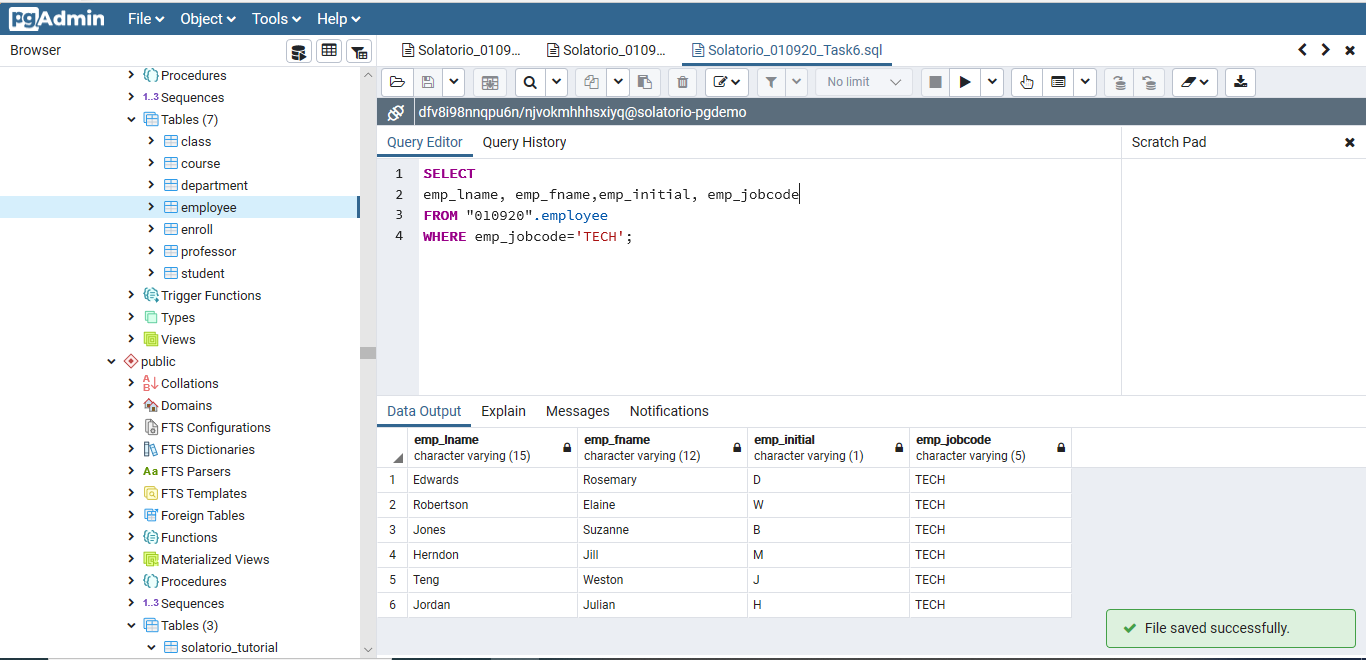 pgAdmin File Object Tools Help
Browser
Solatorio_0109... Solatorio_0109... Solatorio_010920_Task6.sql
No limit
dfv8i98nnqpu6n/njvokmhhhsxiyq@solatorio-pgdemo
Procedures
1..3 Sequences
Tables (7)
class
course
department
employee
enroll
professor
student
Trigger Functions
Types
Views
public
Collations
Domains
FTS Configurations
FTS Dictionaries
Aa FTS Parsers
FTS Templates
Foreign Tables
Functions
Materialized Views
Procedures
1..3 Sequences
Tables (3)
solatorio_tutorial
Query Editor Query History
Scratch Pad
1 SELECT
2 emp_lname, emp_fname,emp_initial, emp_jobcode
3 FROM "010920".employee
4 WHERE emp_jobcode='TECH';
Data Output Explain Messages Notifications
emp_lname emp_fname emp_initial emp_jobcode
character varying (15) character varying (12) character varying (1) character varying (5)
1 Edwards Rosemary D TECH
2 Robertson Elaine W TECH
3 Jones Suzanne B TECH
4 Herndon Jill M TECH
5 Teng Weston J TECH
6 Jordan Julian H TECH
File saved successfully.